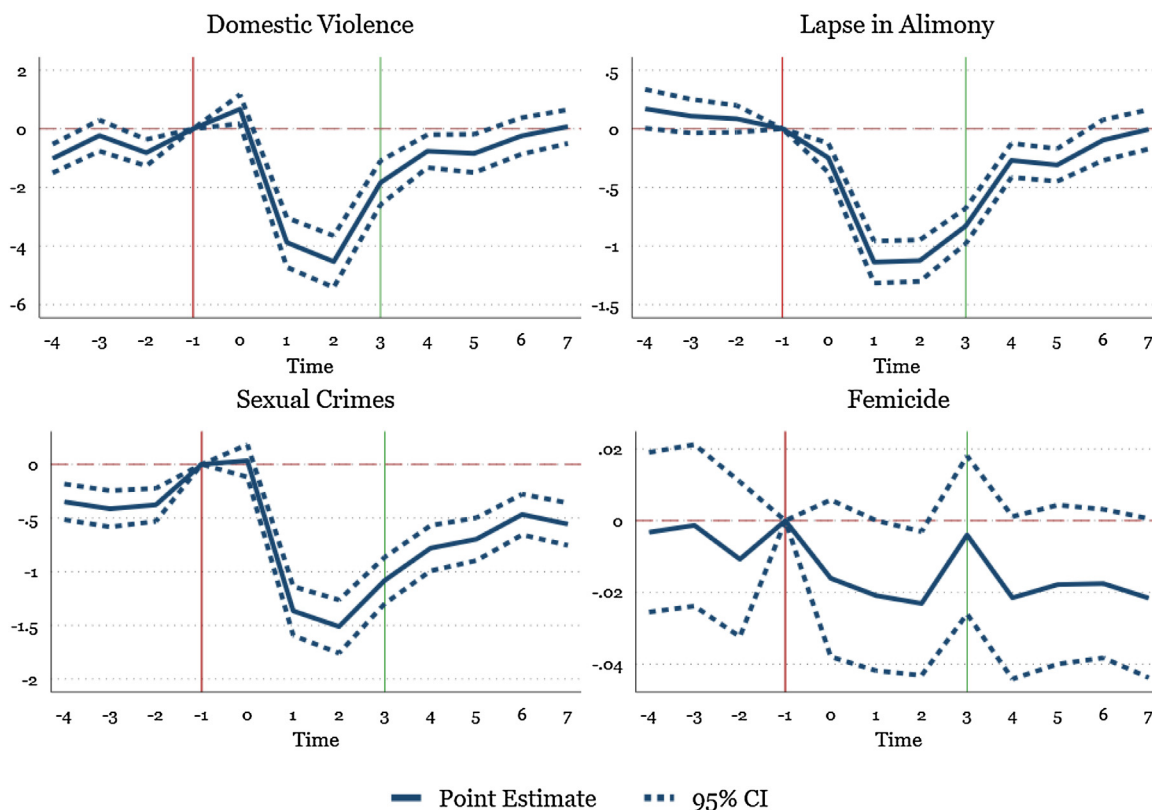 Domestic Violence
2
0
-2
-4
-6
-4 -3 -2 -1 0 1 2 3 4 5 6 7
Time
Lapse in Alimony
.5
0
-.5
-1
-1.5
-4 -3 -2 -1 0 1 2 3 4 5 6 7
Time
Sexual Crimes
0
-.5
-1
-1.5
-2
-4 -3 -2 -1 0 1 2 3 4 5 6 7
Time
Femicide
.02
0
-.02
-.04
-4 -3 -2 -1 0 1 2 3 4 5 6 7
Time
Point Estimate 95% CI